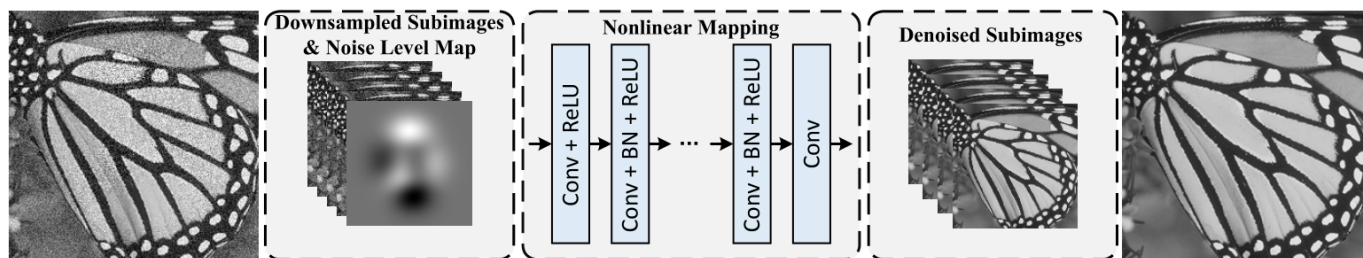 Downsampled Subimages
& Noise Level Map
Nonlinear Mapping
Conv + ReLU
Conv + BN + ReLU
...
Conv + BN + ReLU
Conv
Denoised Subimages